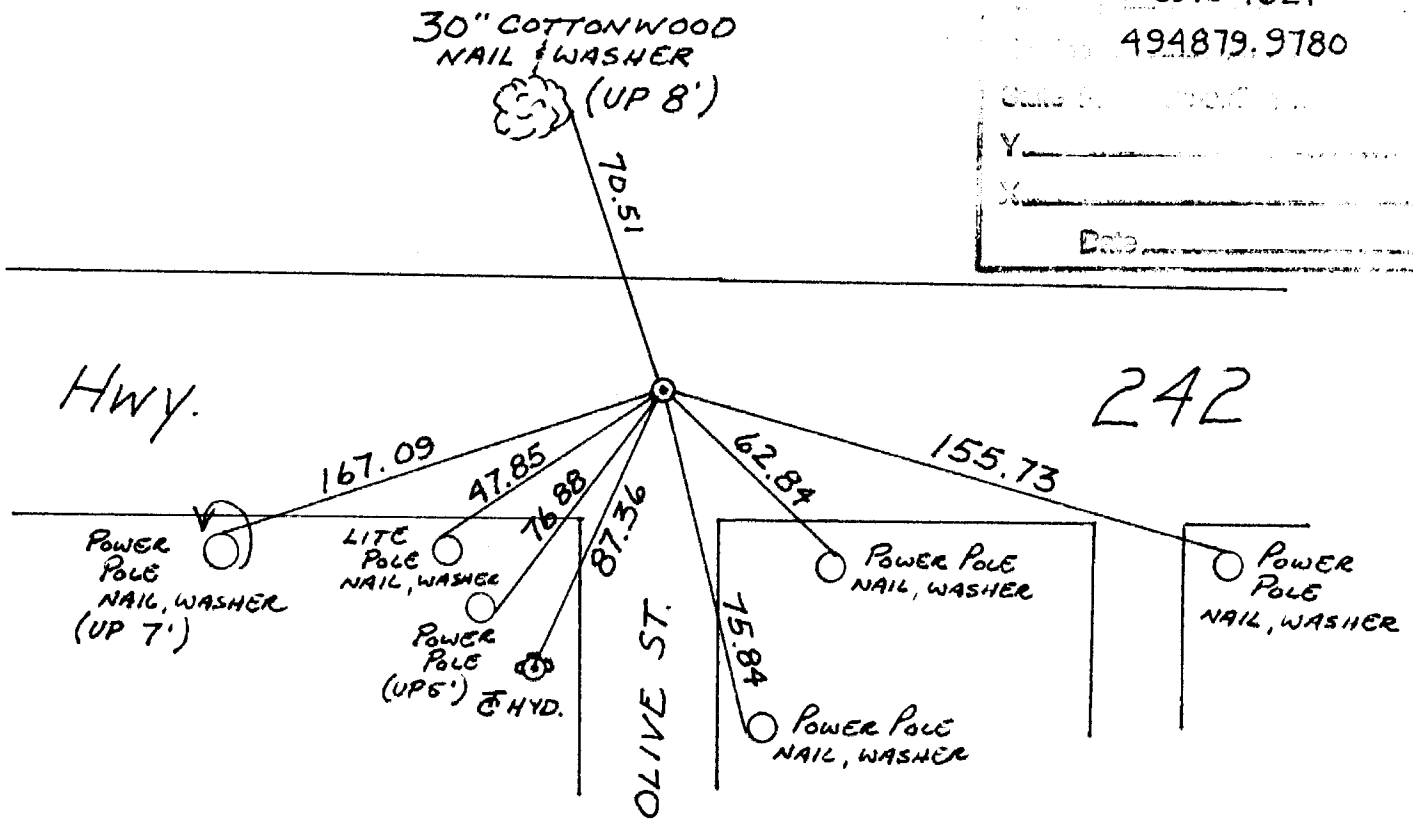 30" COTTONWOOD
NAIL & WASHER
(UP 8')
494879.9780
Y
X
Date
70.51
Hwy.
242
167.09
47.85
76.88
87.36
62.84
155.73
75.84
POWER
POLE
NAIL, WASHER
(UP 7')
LITE
POLE
NAIL, WASHER
POWER
POLE
(UP 6')
HYD.
OLIVE ST.
POWER POLE
NAIL, WASHER
POWER POLE
NAIL, WASHER
POWER
POLE
NAIL, WASHER